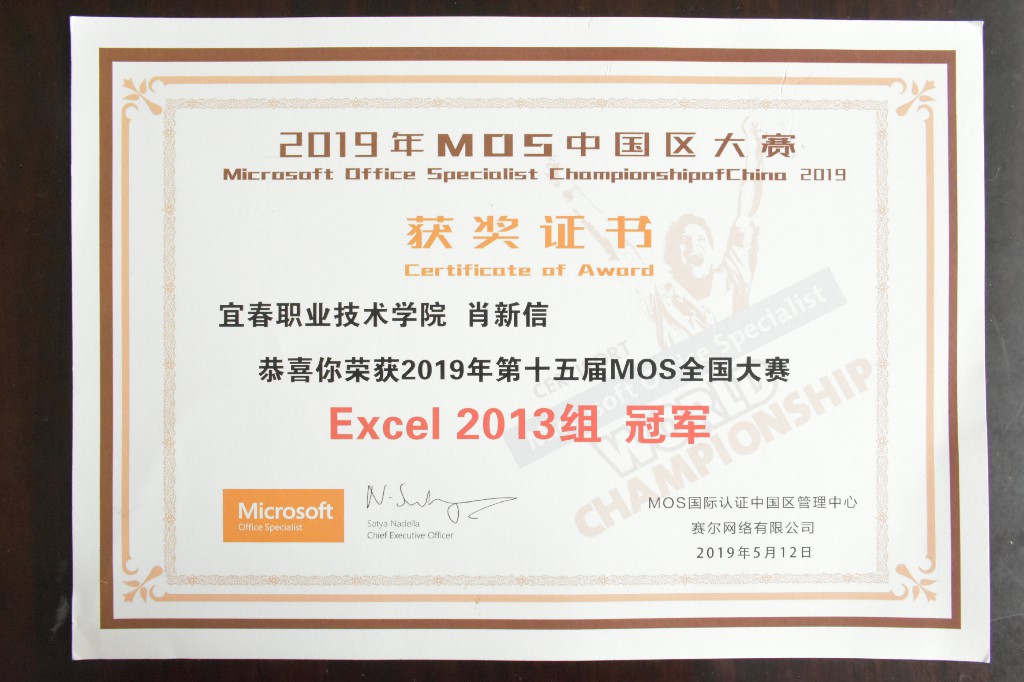 2019年MOS中国区大赛
Microsoft Office Specialist ChampionshipofChina 2019
获奖证书
Certificate of Award
宜春职业技术学院 肖新信
恭喜你荣获2019年第十五届MOS全国大赛
Excel 2013组 冠军
CERTIPORT
Microsoft Office Specialist
WORLD
CHAMPIONSHIP
Microsoft
Office Specialist
Satya Nadella
Chief Executive Officer
MOS国际认证中国区管理中心
赛尔网络有限公司
2019年5月12日